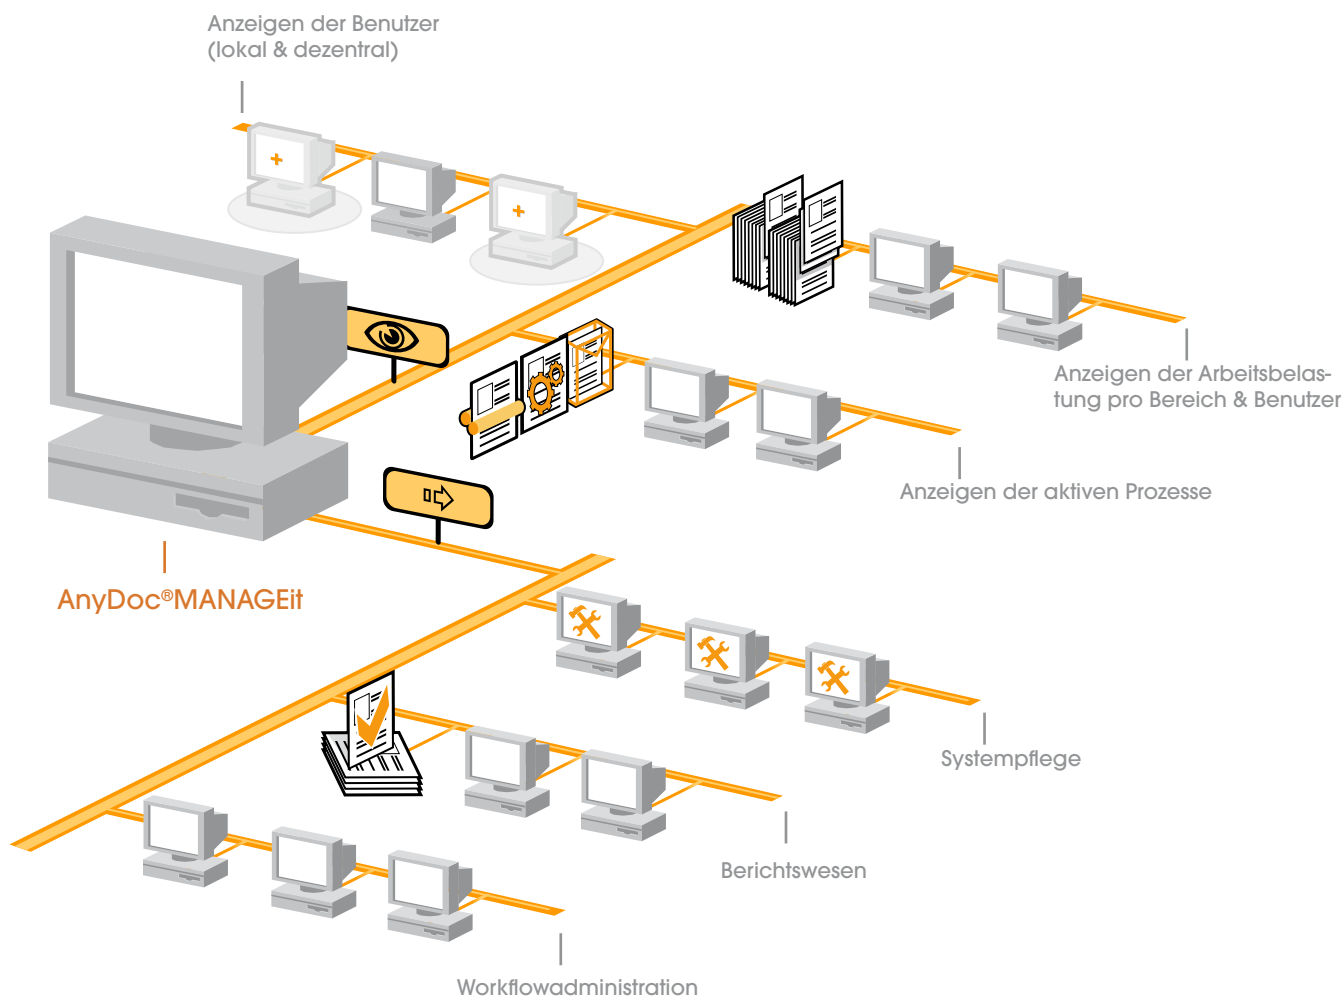 Anzeigen der Benutzer
(lokal & dezentral)
Anzeigen der Arbeitsbelas-
tung pro Bereich & Benutzer
Anzeigen der aktiven Prozesse
AnyDoc®MANAGEit
Systempflege
Berichtswesen
Workflowadministration